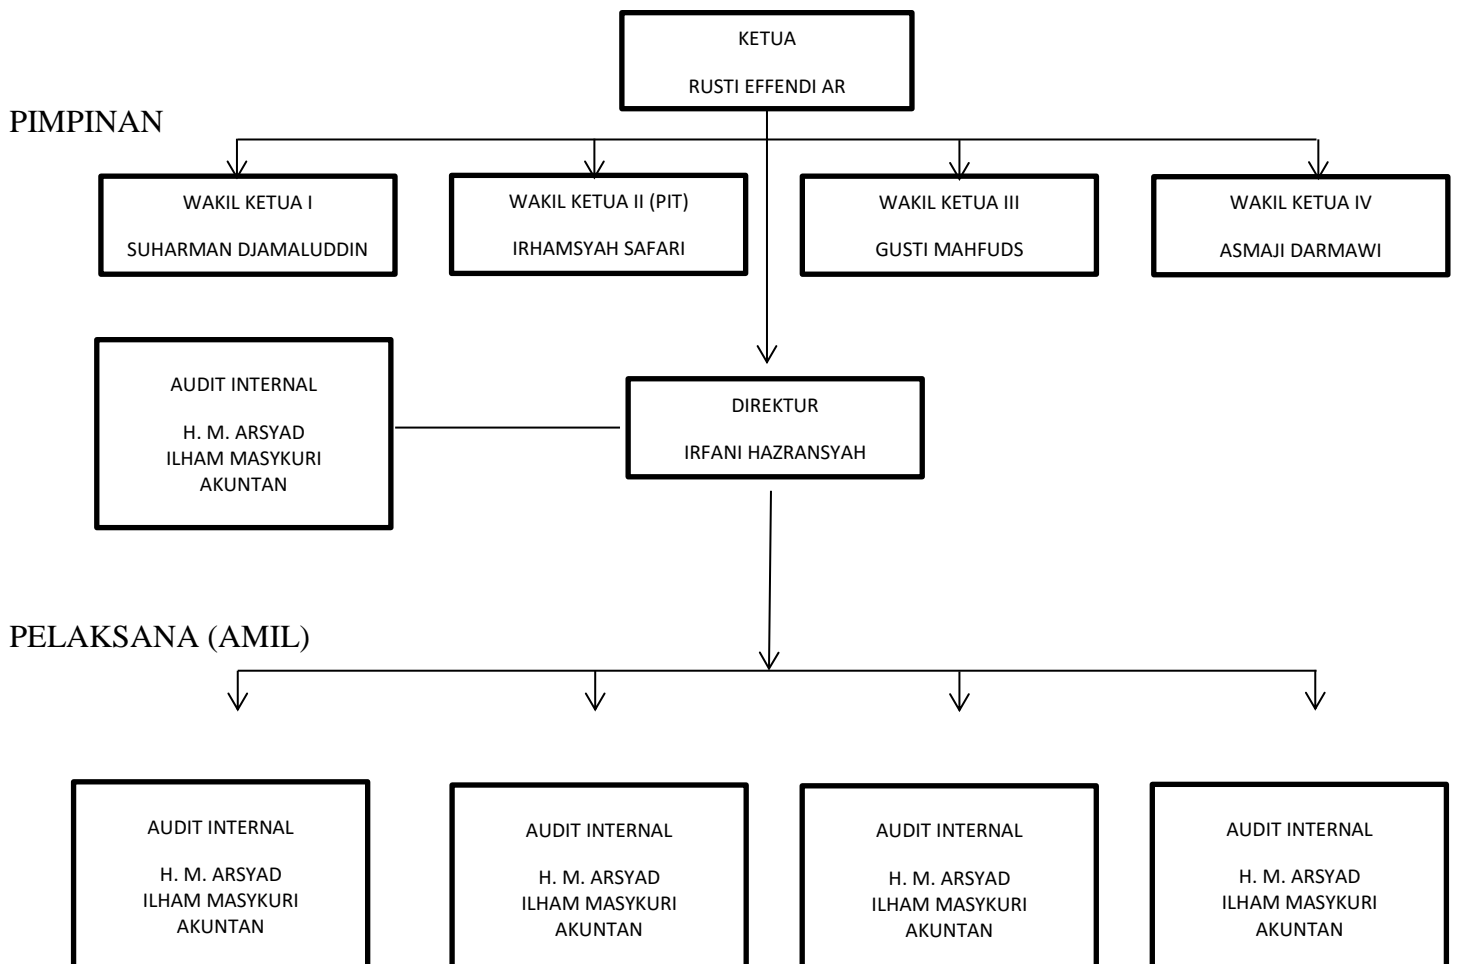 KETUA
RUSTI EFFENDI AR
PIMPINAN
WAKIL KETUA I
SUHARMAN DJAMALUDDIN
WAKIL KETUA II (PIT)
IRHAMSYAH SAFARI
WAKIL KETUA III
GUSTI MAHFUDS
WAKIL KETUA IV
ASMAJI DARMAWI
AUDIT INTERNAL
H. M. ARSYAD
ILHAM MASYKURI
AKUNTAN
DIREKTUR
IRFANI HAZRANSYAH
PELAKSANA (AMIL)
AUDIT INTERNAL
H. M. ARSYAD
ILHAM MASYKURI
AKUNTAN
AUDIT INTERNAL
H. M. ARSYAD
ILHAM MASYKURI
AKUNTAN
AUDIT INTERNAL
H. M. ARSYAD
ILHAM MASYKURI
AKUNTAN
AUDIT INTERNAL
H. M. ARSYAD
ILHAM MASYKURI
AKUNTAN